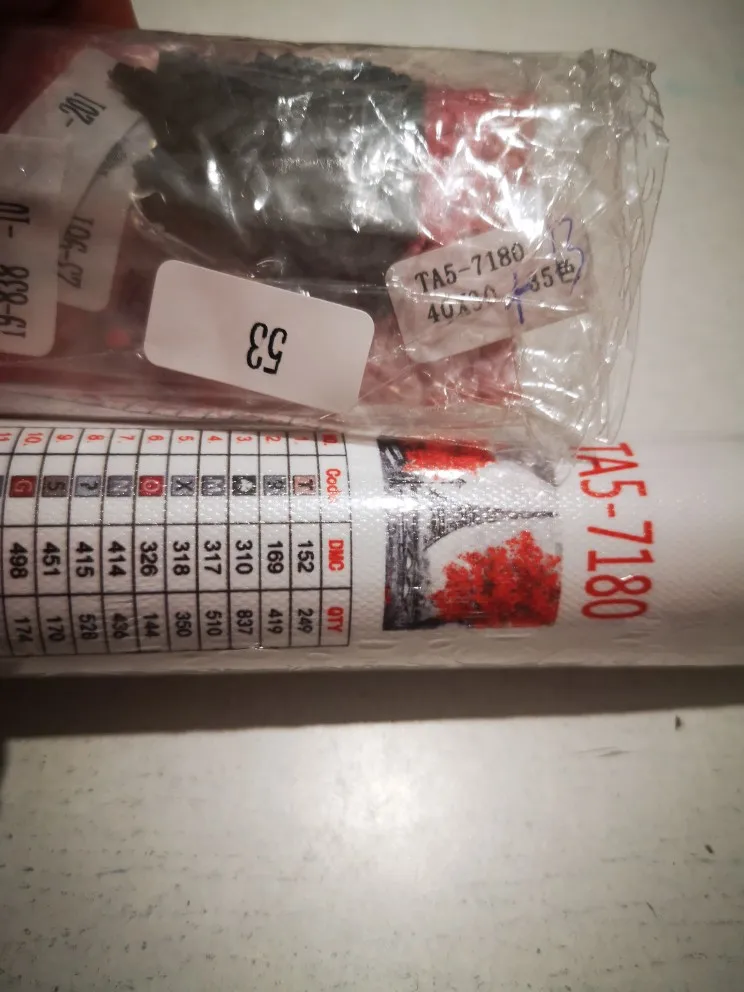 TA5-7180
40X30 35色
53
TA5-7180
Code DMC QTY
1. T 152 249
2. 169 419
3. 310 837
4. M 317 510
5. X 318 350
6. 326 144
7. N 414 436
8. ? 415 528
9. S 451 170
10. G 498 174
11